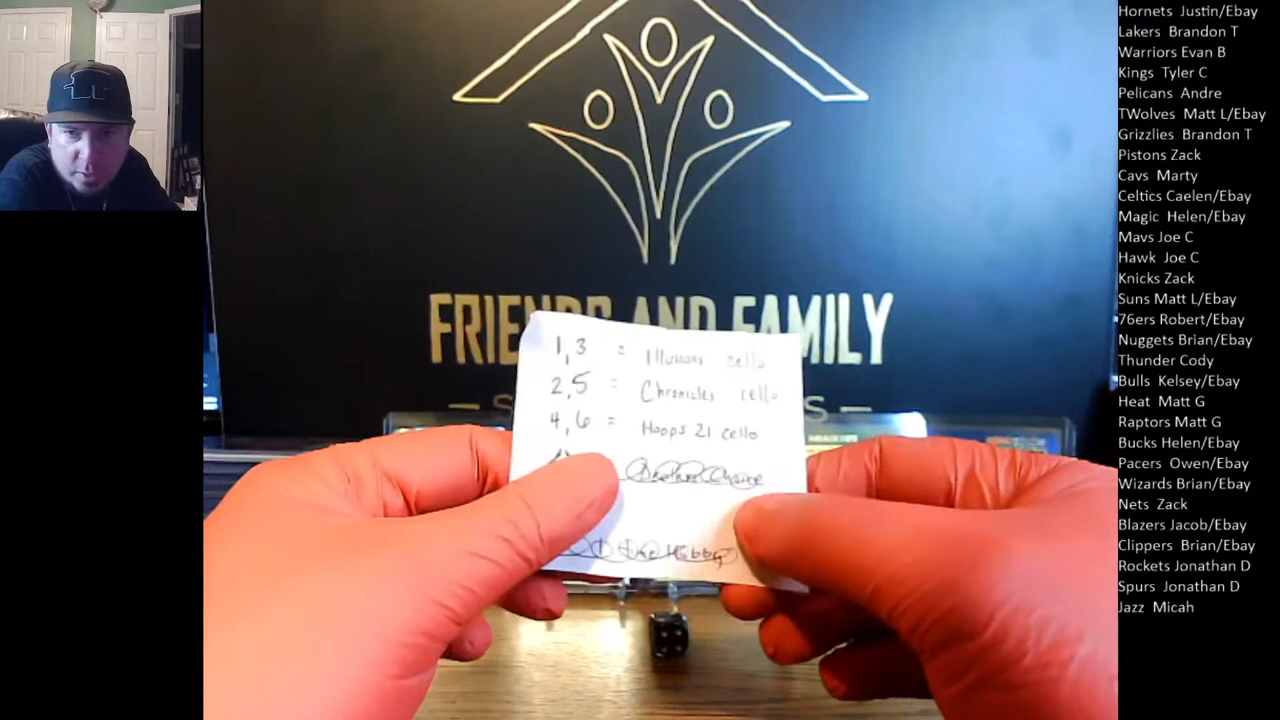 FRIENDS AND FAMILY
1,3 = Illusions cello
2,5 = Chronicles cello
4,6 = Hoops 21 cello
Hobby
Hornets Justin/Ebay
Lakers Brandon T
Warriors Evan B
Kings Tyler C
Pelicans Andre
TWolves Matt L/Ebay
Grizzlies Brandon T
Pistons Zack
Cavs Marty
Celtics Caelen/Ebay
Magic Helen/Ebay
Mavs Joe C
Hawk Joe C
Knicks Zack
Suns Matt L/Ebay
76ers Robert/Ebay
Nuggets Brian/Ebay
Thunder Cody
Bulls Kelsey/Ebay
Heat Matt G
Raptors Matt G
Bucks Helen/Ebay
Pacers Owen/Ebay
Wizards Brian/Ebay
Nets Zack
Blazers Jacob/Ebay
Clippers Brian/Ebay
Rockets Jonathan D
Spurs Jonathan D
Jazz Micah